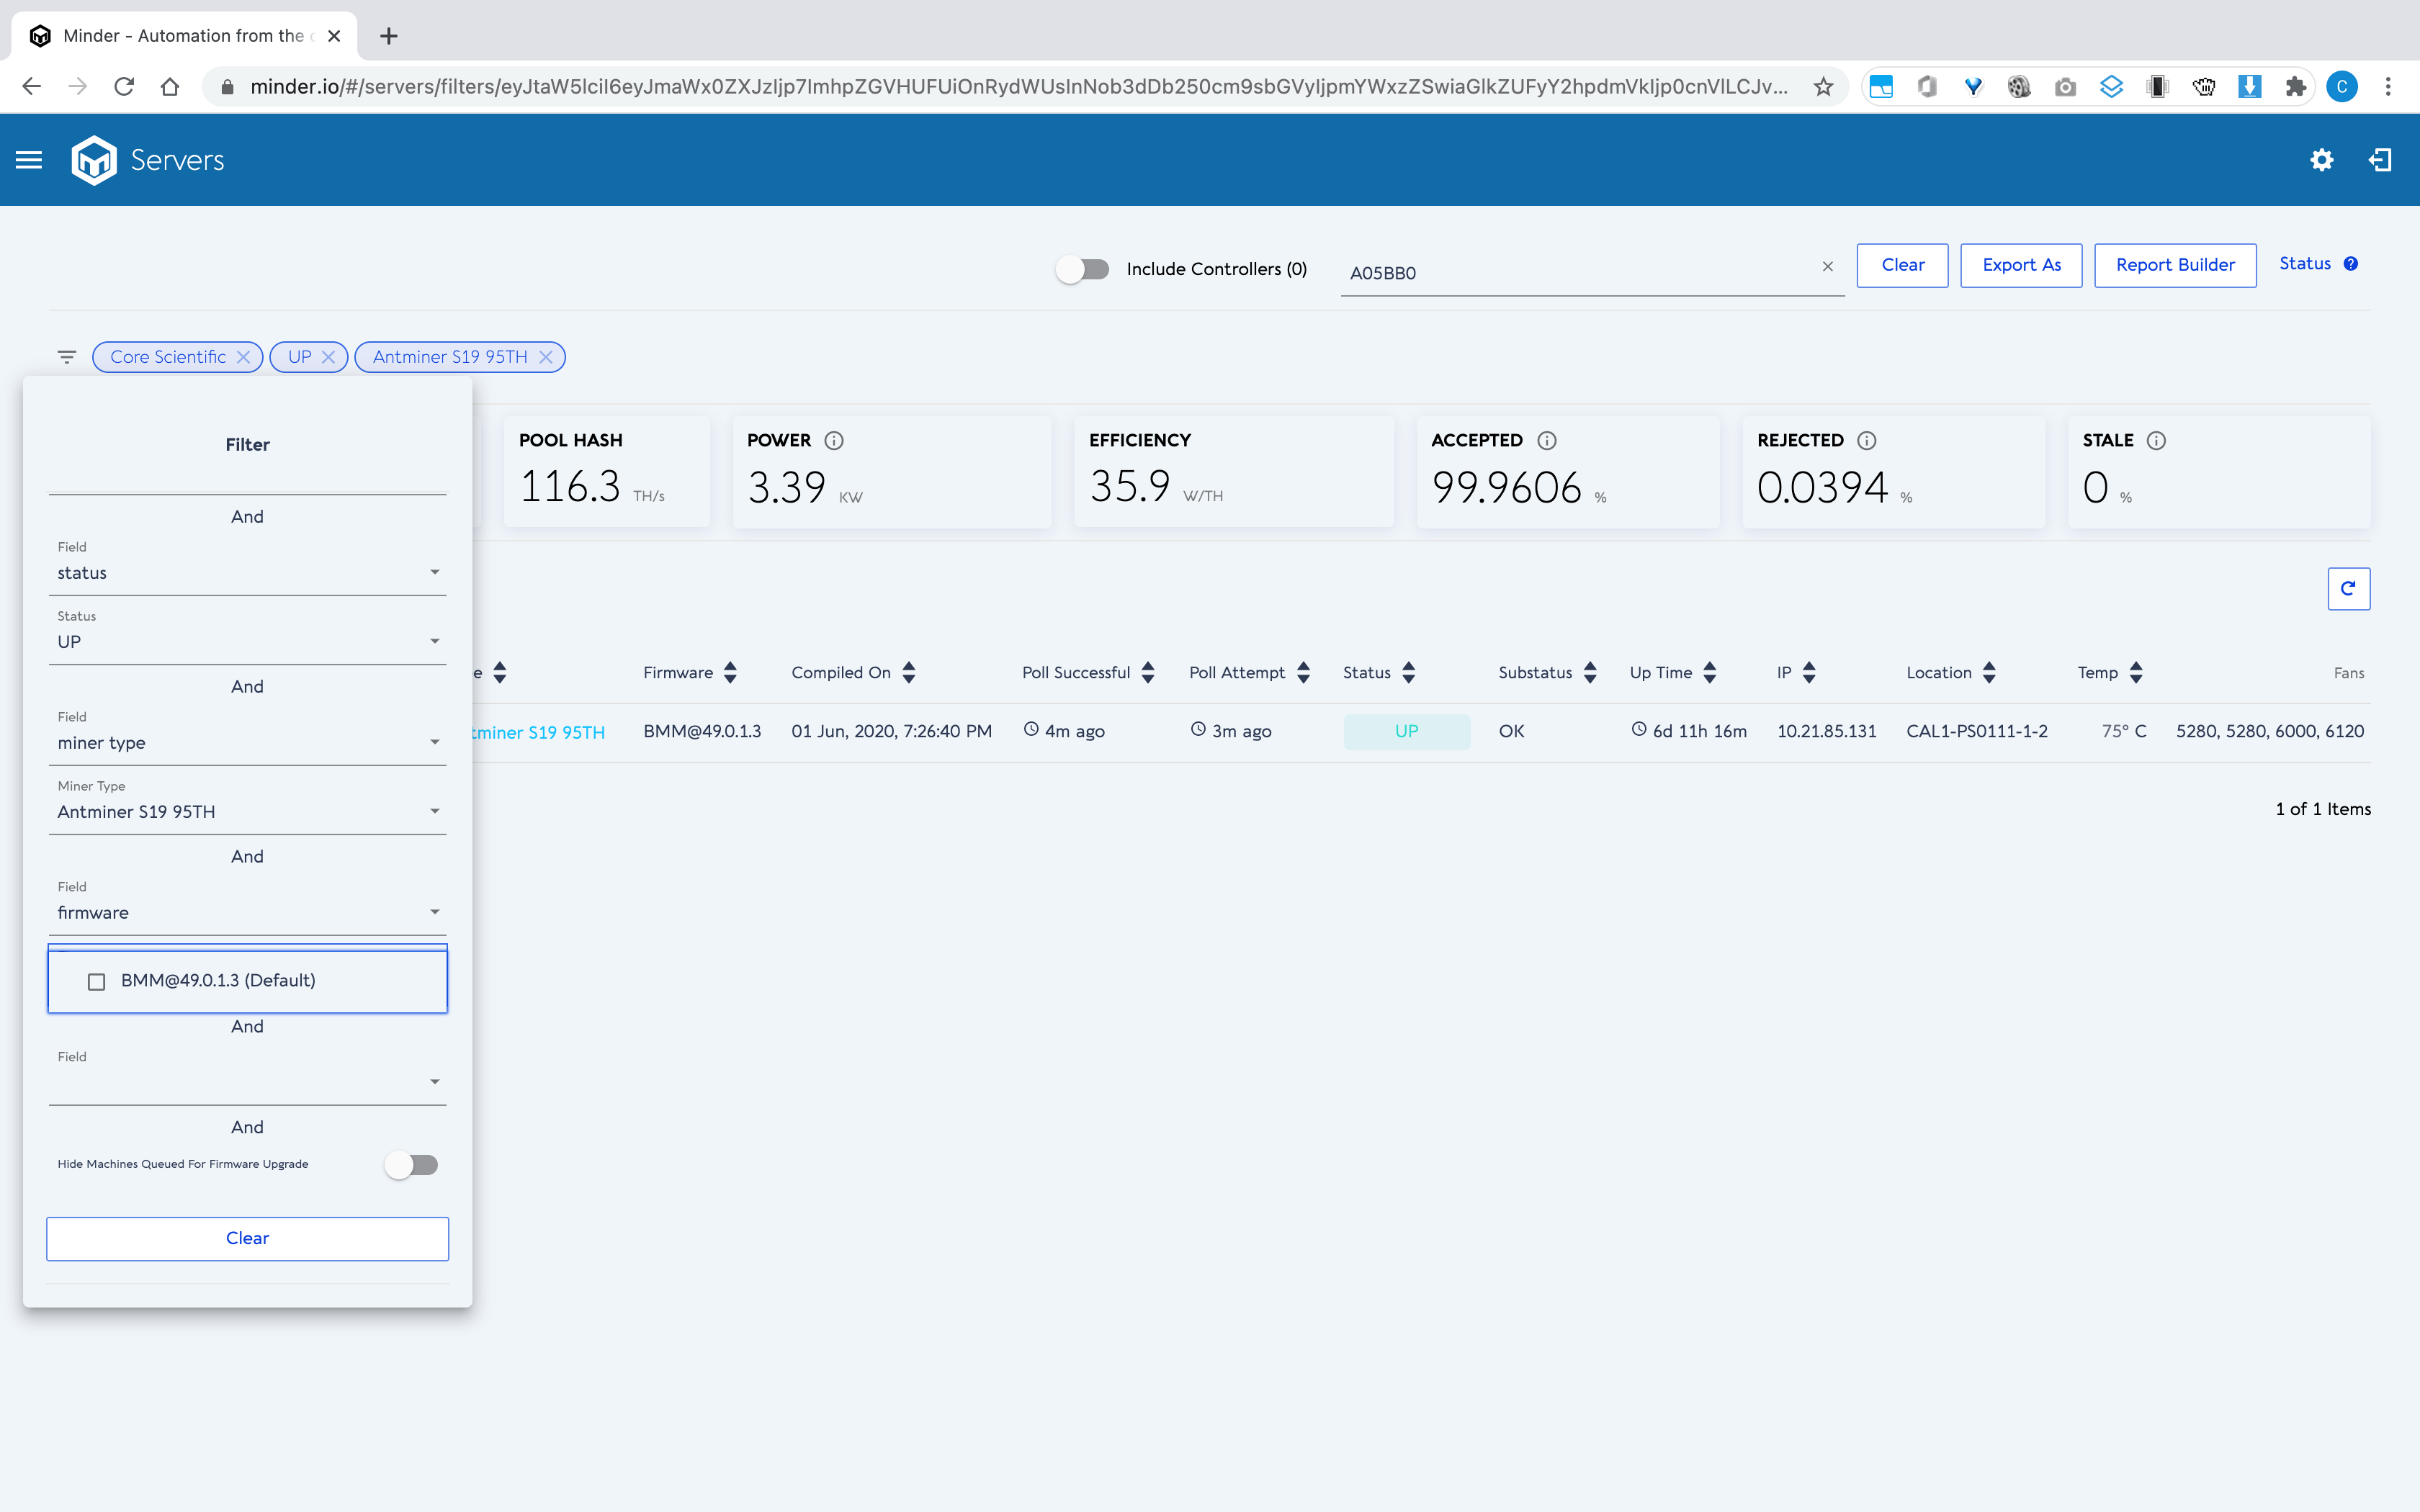 Minder - Automation from the
minder.io/#/servers/filters/eyJtaW5lciI6eyJmaWx0ZXJzIjp7ImhpZGVHUFUiOnRydWUsInNob3dDb250cm9sbGVyIjpmYWxzZSwiaGlkZUFyY2hpdmVkIjp0cnVlLCJv...
C
Servers
Include Controllers (0)
A05BB0
Clear
Export As
Report Builder
Status
Core Scientific
UP
Antminer S19 95TH
Filter
And
Field
status
Status
UP
And
Field
miner type
Miner Type
Antminer S19 95TH
And
Field
firmware
BMM@49.0.1.3 (Default)
And
Field
And
Hide Machines Queued For Firmware Upgrade
Clear
POOL HASH
116.3 TH/s
POWER
3.39 KW
EFFICIENCY
35.9 W/TH
ACCEPTED
99.9606 %
REJECTED
0.0394 %
STALE
0 %
e Firmware Compiled On Poll Successful Poll Attempt Status Substatus Up Time IP Location Temp Fans
tminer S19 95TH BMM@49.0.1.3 01 Jun, 2020, 7:26:40 PM 4m ago 3m ago UP OK 6d 11h 16m 10.21.85.131 CAL1-PS0111-1-2 75° C 5280, 5280, 6000, 6120
1 of 1 Items